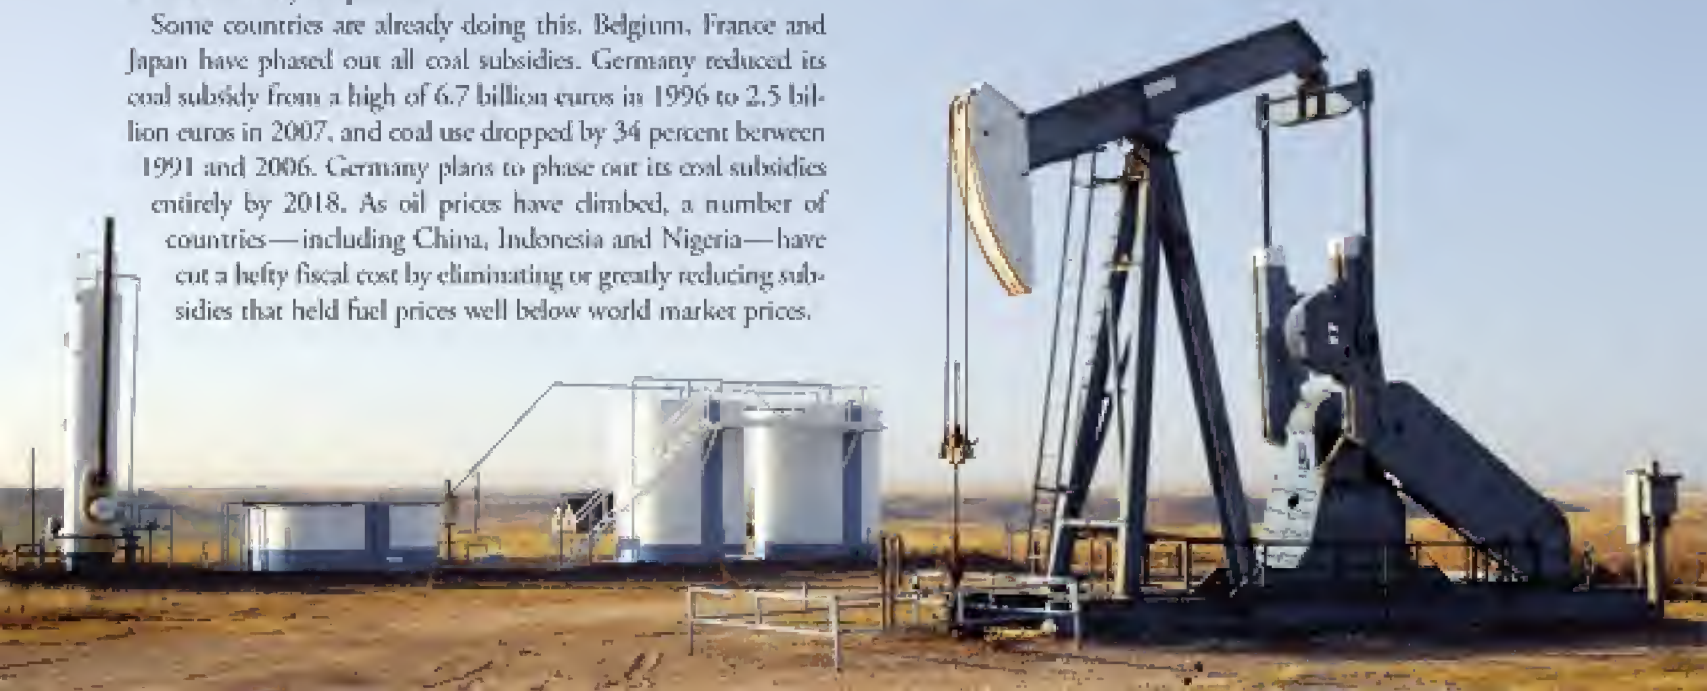 Some countries are already doing this. Belgium, France and
Japan have phased out all coal subsidies. Germany reduced its
coal subsidy from a high of 6.7 billion euros in 1996 to 2.5 bil-
lion euros in 2007, and coal use dropped by 34 percent between
1991 and 2006. Germany plans to phase out its coal subsidies
entirely by 2018. As oil prices have climbed, a number of
countries—including China, Indonesia and Nigeria—have
cut a hefty fiscal cost by eliminating or greatly reducing sub-
sidies that held fuel prices well below world market prices.